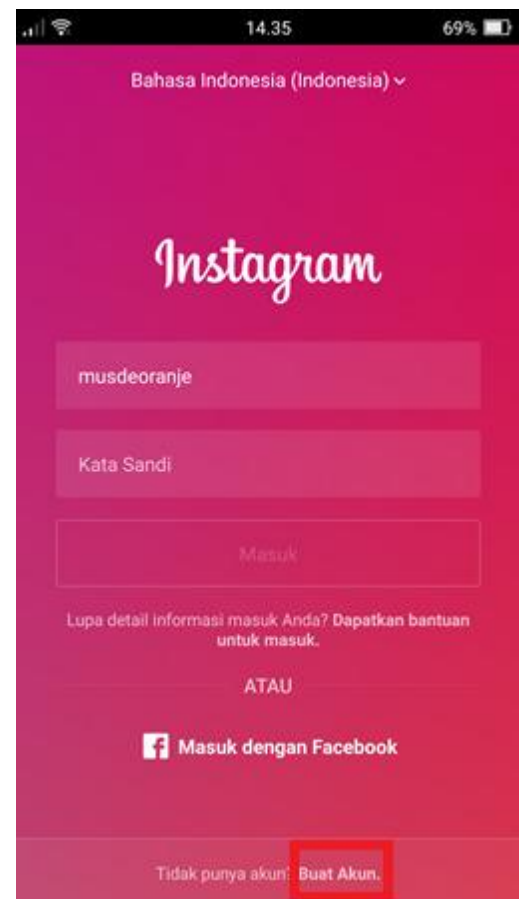 14.35 69%
Bahasa Indonesia (Indonesia)
Instagram
musdeoranje
Kata Sandi
Masuk
Lupa detail informasi masuk Anda? Dapatkan bantuan
untuk masuk.
ATAU
f Masuk dengan Facebook
Tidak punya akun? Buat Akun.